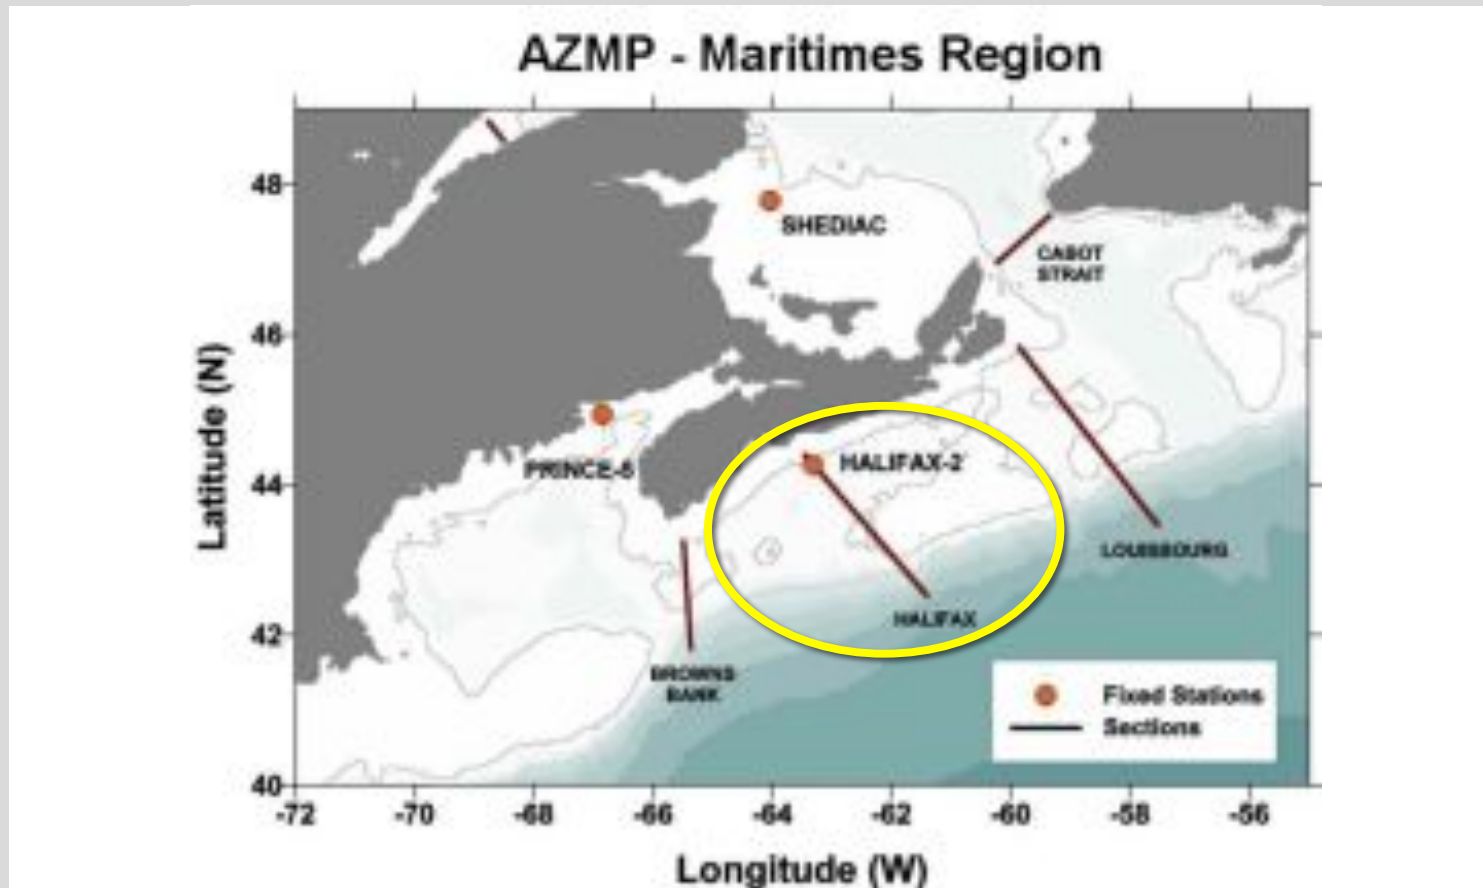 AZMP - Maritimes Region
Latitude (N)
48
46
44
42
40
SHEDIAC
CABOT
STRAIT
PRINCE-5
HALIFAX-2
LOUISBOURG
HALIFAX
BROWNS
BANK
Fixed Stations
Sections
-72 -70 -68 -66 -64 -62 -60 -58 -56
Longitude (W)